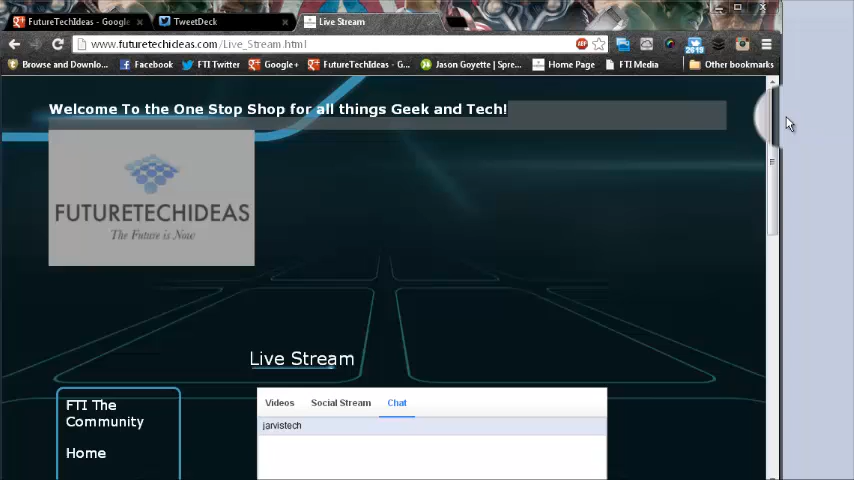 FutureTechIdeas - Google
TweetDeck
Live Stream
www.futuretechideas.com/Live_Stream.html
ABP
2619
Browse and Downlo...
Facebook
FTI Twitter
Google+
FutureTechIdeas - G...
Jason Goyette | Spre...
Home Page
FTI Media
Other bookmarks
Welcome To the One Stop Shop for all things Geek and Tech!
FUTURETECHIDEAS
The Future is Now
Live Stream
FTI The
Community
Home
Videos
Social Stream
Chat
jarvistech